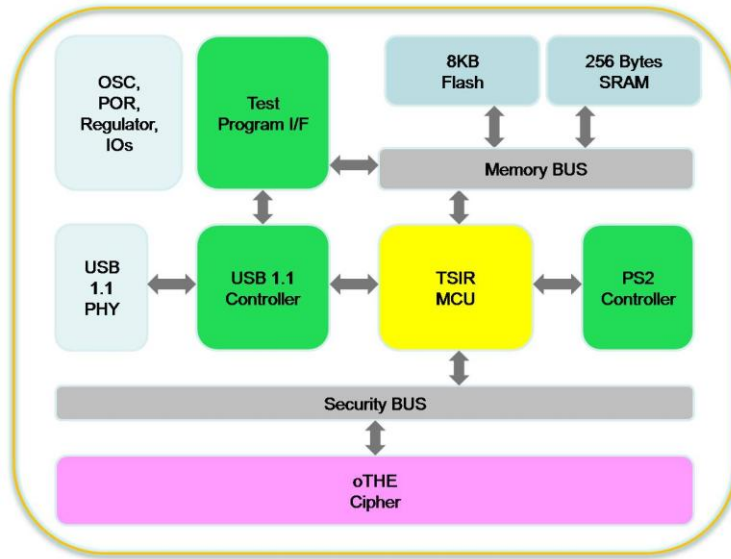 OSC,
POR,
Regulator,
IOs
Test
Program I/F
8KB
Flash
256 Bytes
SRAM
Memory BUS
USB
1.1
PHY
USB 1.1
Controller
TSIR
MCU
PS2
Controller
Security BUS
oTHE
Cipher